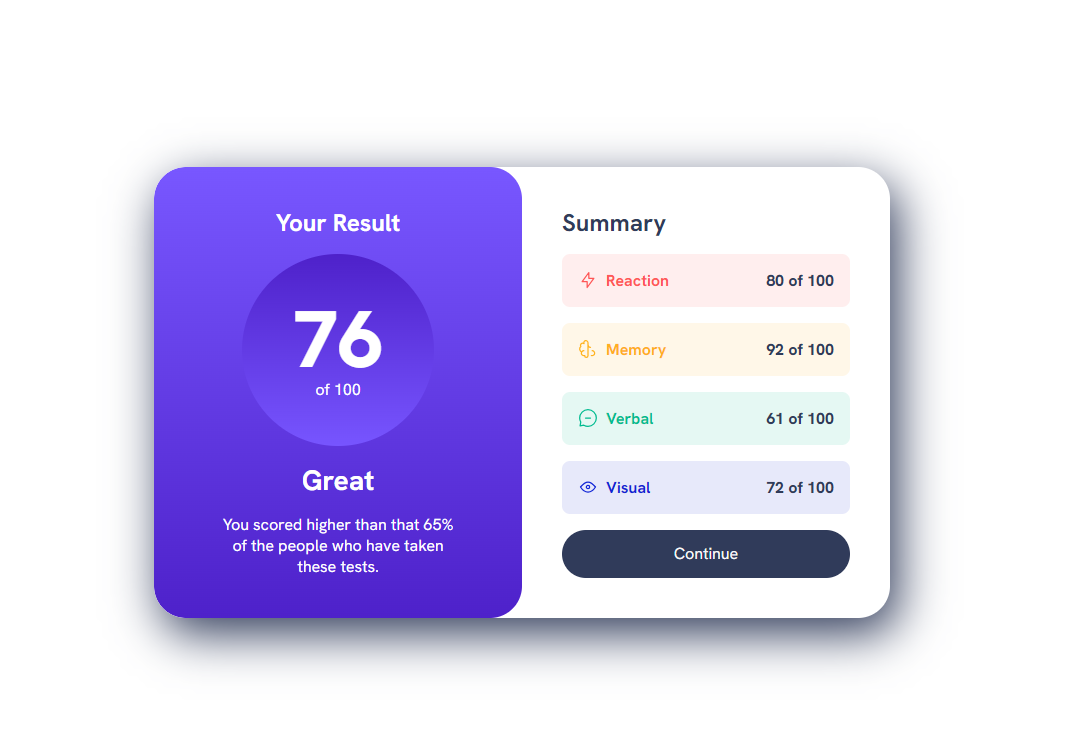 Your Result
76
of 100
Great
You scored higher than that 65%
of the people who have taken
these tests.
Summary
Reaction 80 of 100
Memory 92 of 100
Verbal 61 of 100
Visual 72 of 100
Continue